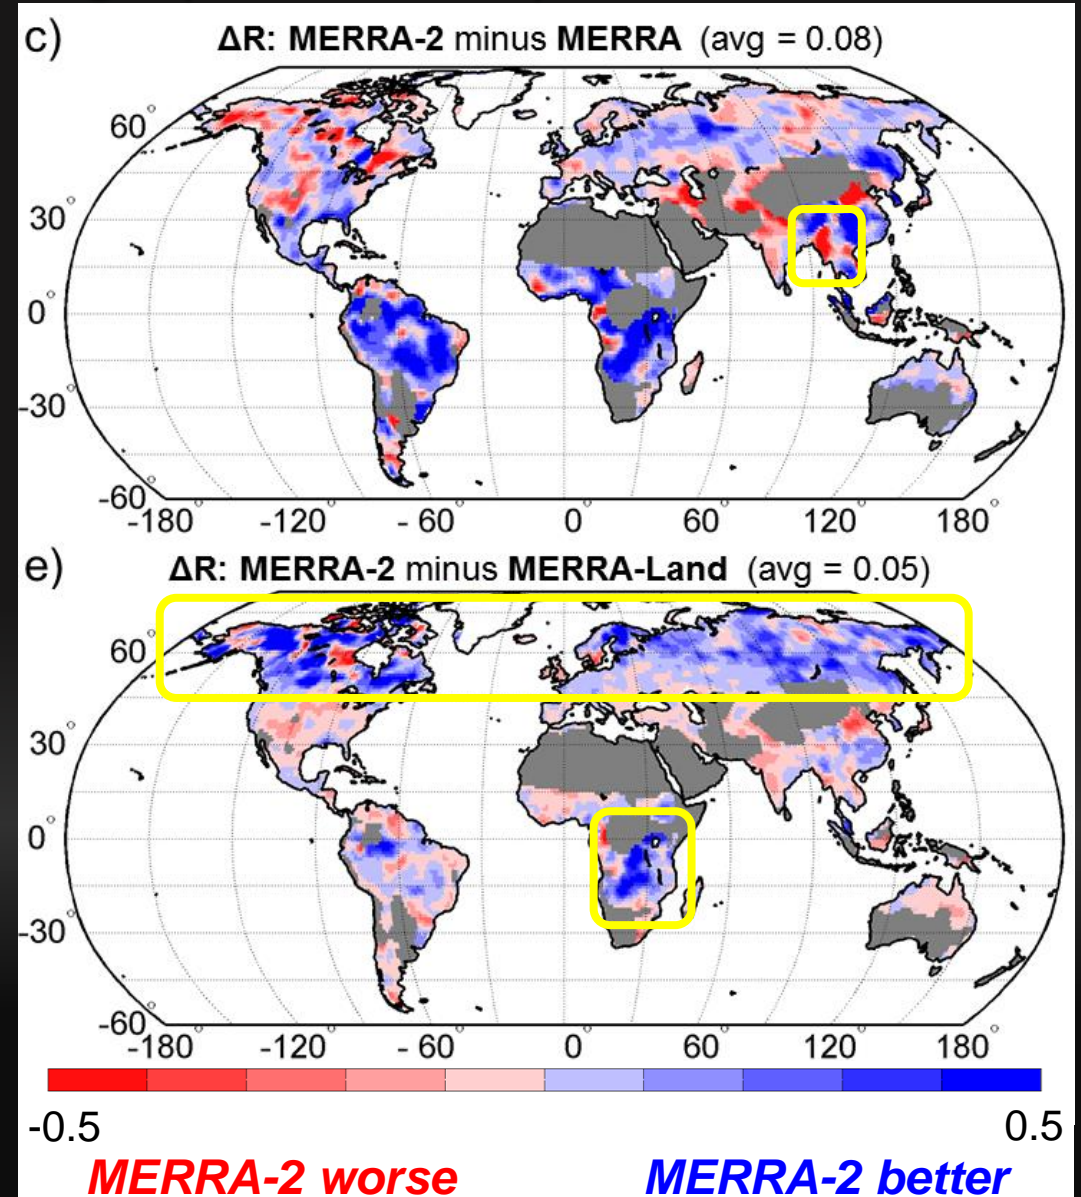 c) ΔR: MERRA-2 minus MERRA (avg = 0.08)
60°
30°
0°
-30°
-60°
-180° -120° - 60° 0° 60° 120° 180°
e) ΔR: MERRA-2 minus MERRA-Land (avg = 0.05)
60°
30°
0°
-30°
-60°
-180° -120° - 60° 0° 60° 120° 180°
-0.5 0.5
MERRA-2 worse MERRA-2 better